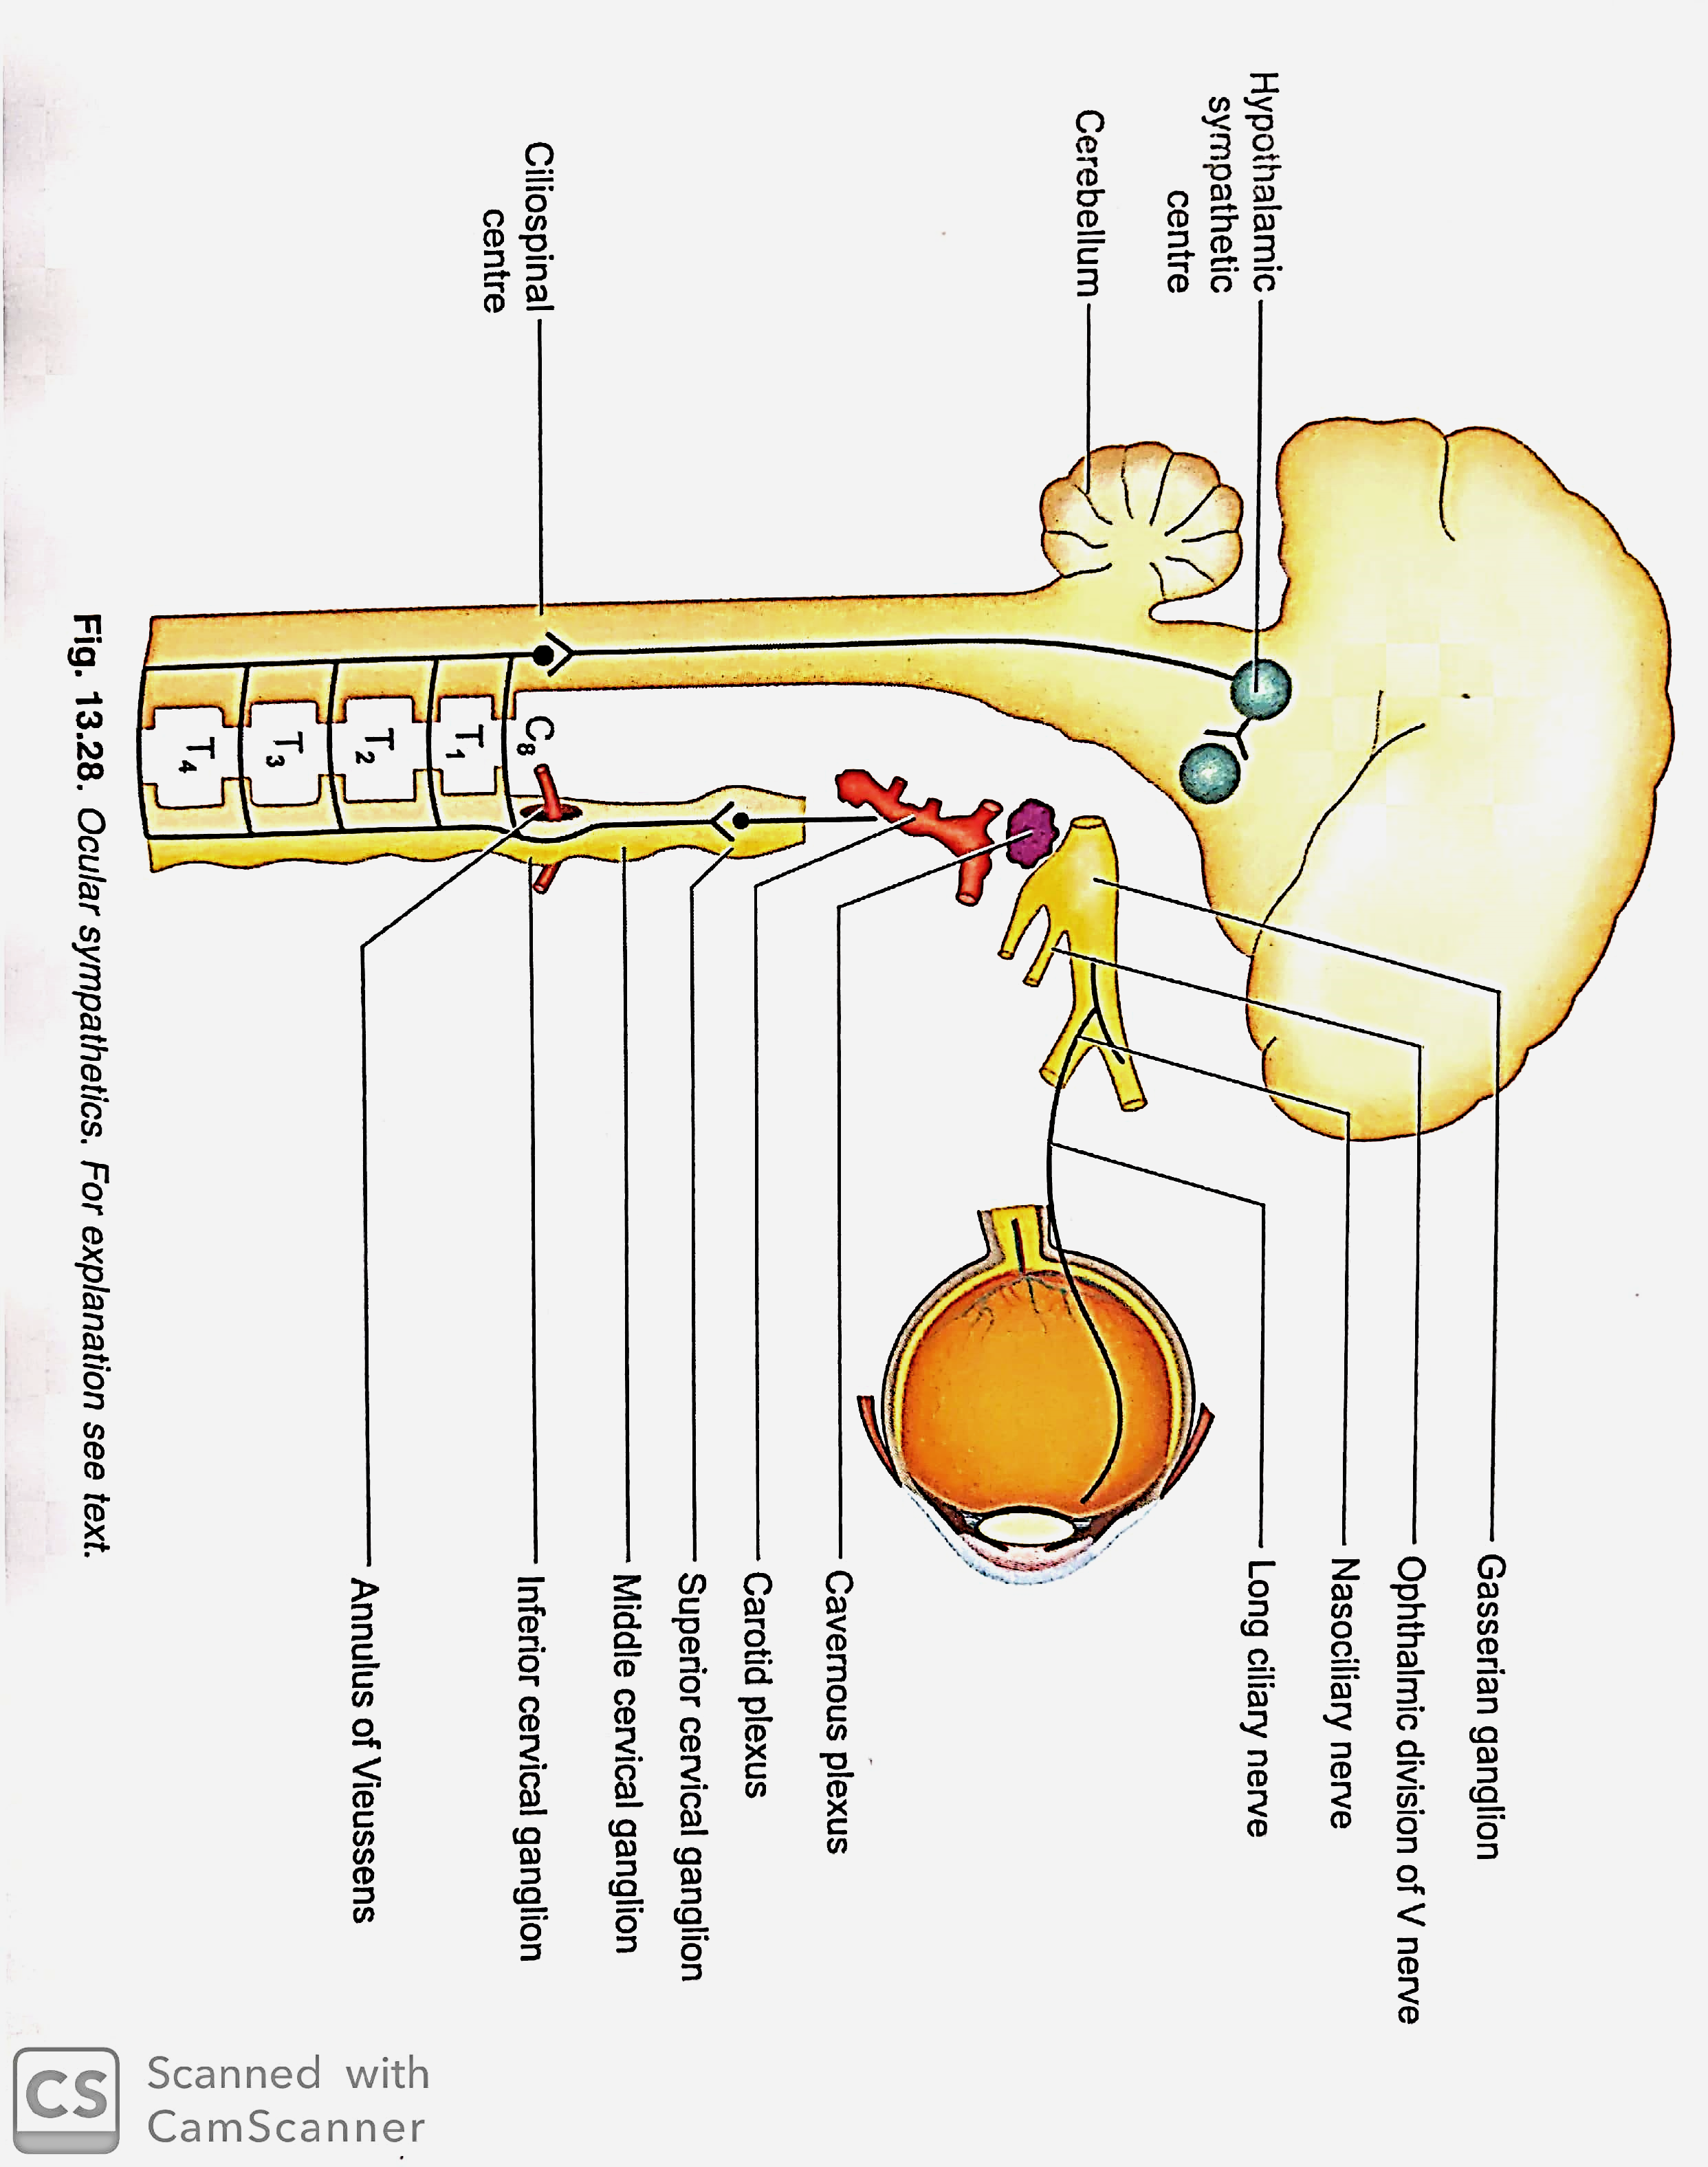 Hypothalamic
sympathetic
centre
Cerebellum
Ciliospinal
centre
Gasserian ganglion
Ophthalmic division of V nerve
Nasociliary nerve
Long ciliary nerve
Cavernous plexus
Carotid plexus
Superior cervical ganglion
Middle cervical ganglion
Inferior cervical ganglion
Annulus of Vieussens
C8
T1
T2
T3
T4
Fig. 13.28. Ocular sympathetics. For explanation see text.
CS
Scanned with
CamScanner